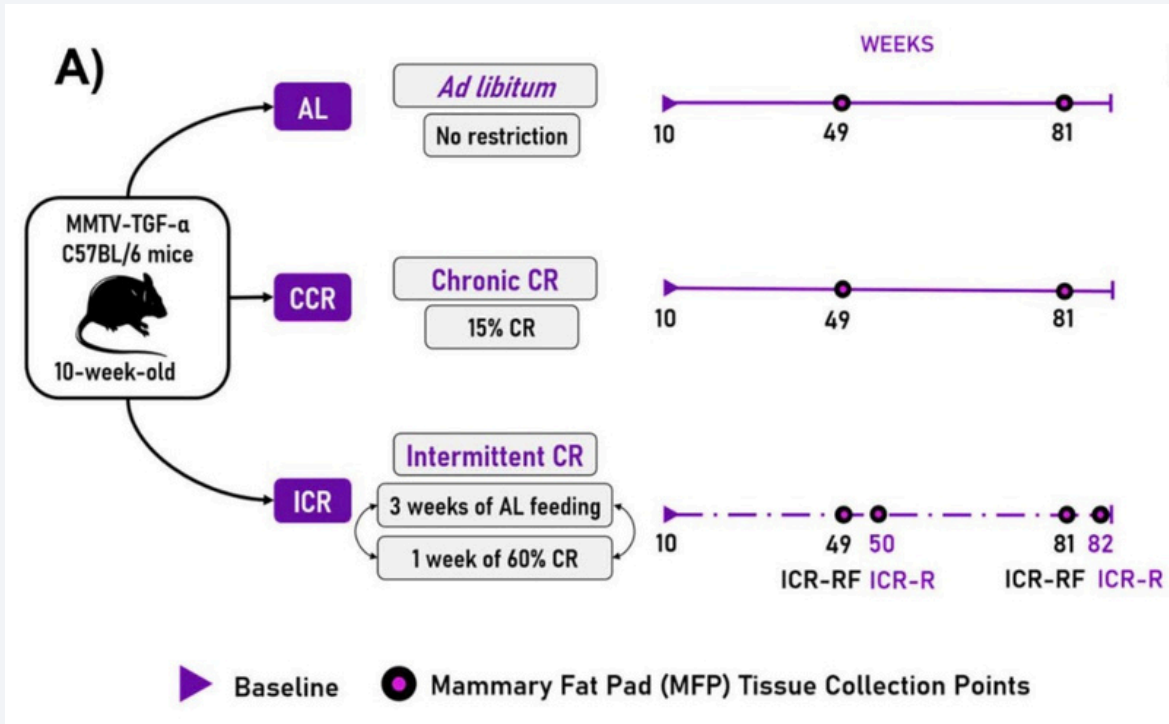 A)
WEEKS
MMTV-TGF-α
C57BL/6 mice
10-week-old
AL
Ad libitum
No restriction
10
49
81
CCR
Chronic CR
15% CR
10
49
81
ICR
Intermittent CR
3 weeks of AL feeding
1 week of 60% CR
10
49 50
81 82
ICR-RF ICR-R
ICR-RF ICR-R
Baseline
Mammary Fat Pad (MFP) Tissue Collection Points